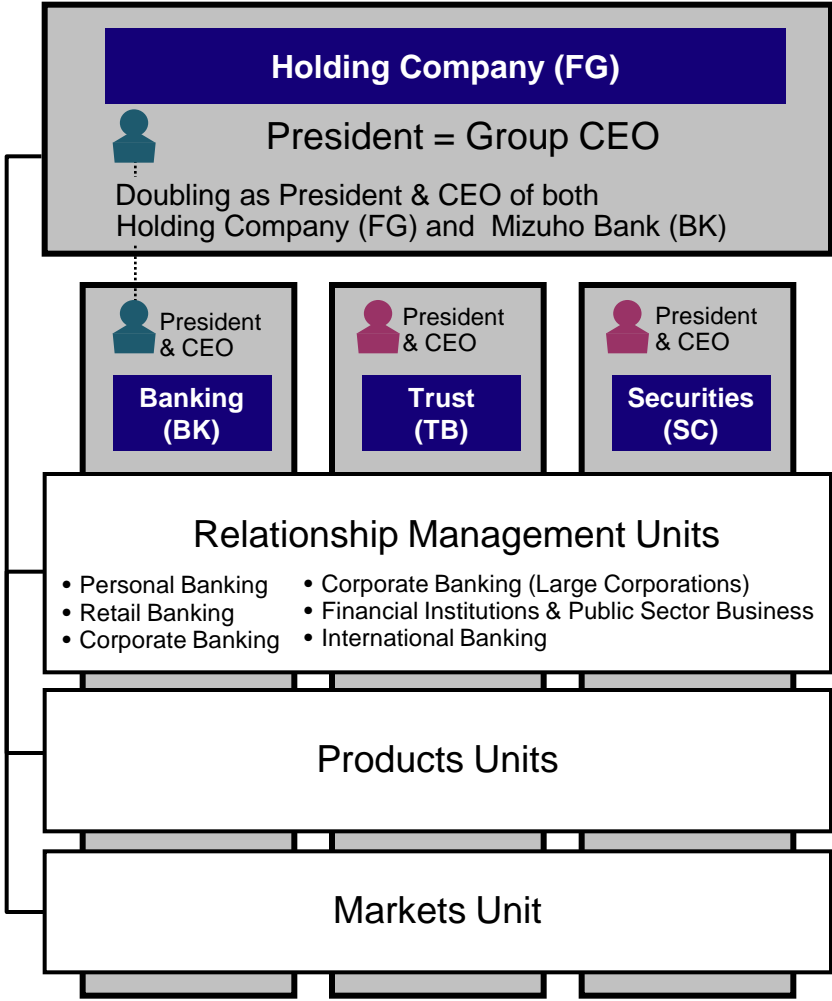 Holding Company (FG)
President = Group CEO
Doubling as President & CEO of both
Holding Company (FG) and Mizuho Bank (BK)
President
& CEO
Banking
(BK)
President
& CEO
Trust
(TB)
President
& CEO
Securities
(SC)
Relationship Management Units
• Personal Banking
• Retail Banking
• Corporate Banking
• Corporate Banking (Large Corporations)
• Financial Institutions & Public Sector Business
• International Banking
Products Units
Markets Unit